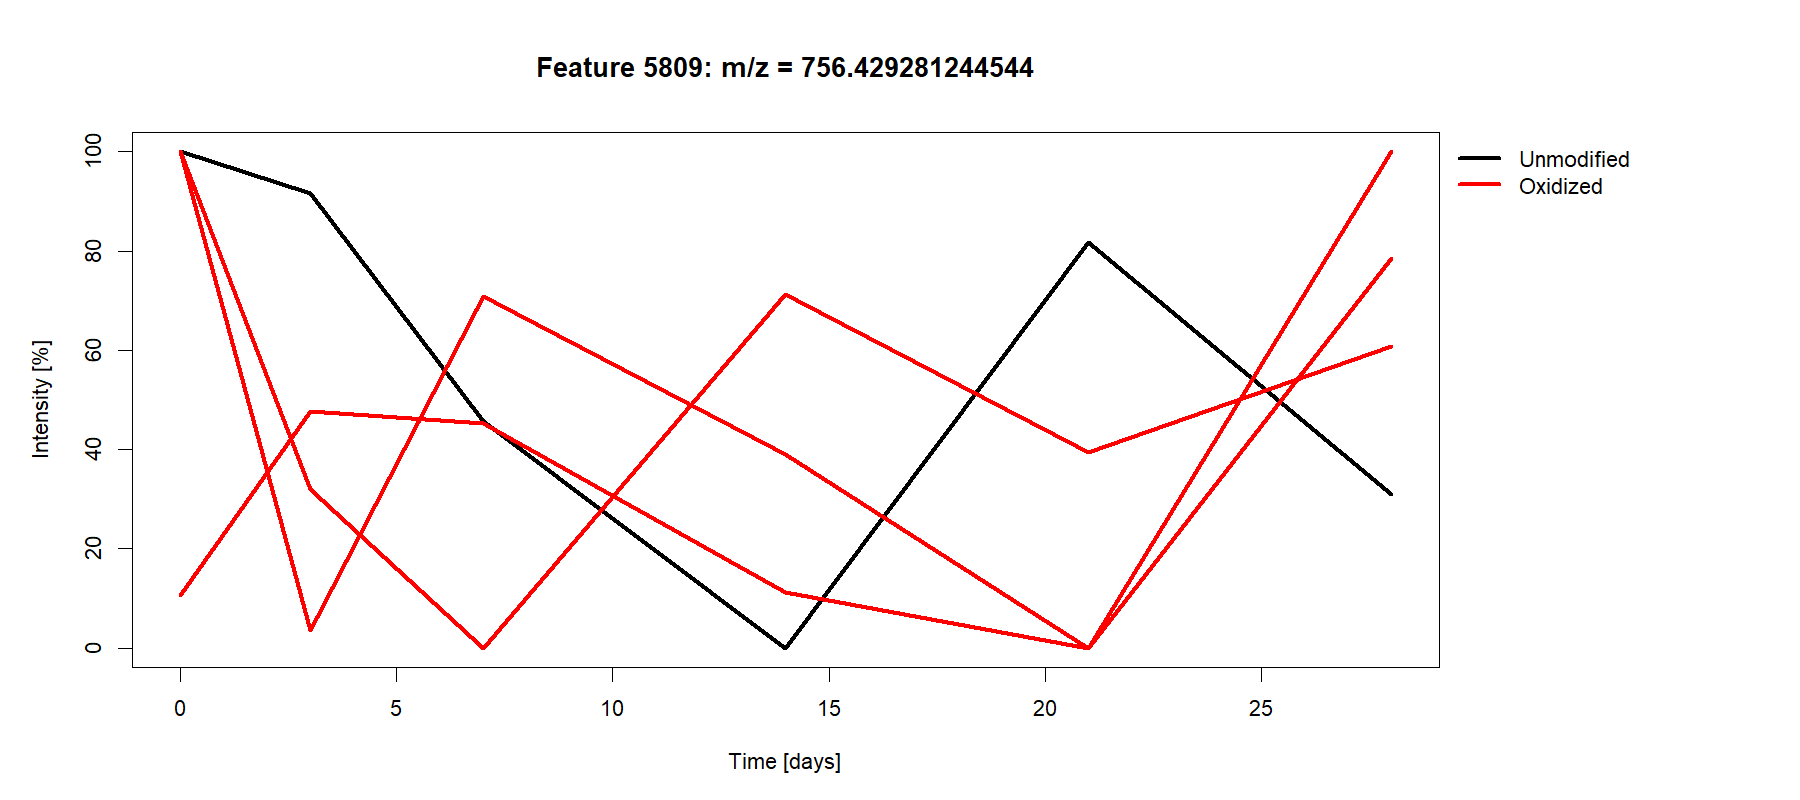 Feature 5809: m/z = 756.429281244544
100
80
60
40
20
0
Intensity [%]
0 5 10 15 20 25
Time [days]
Unmodified
Oxidized